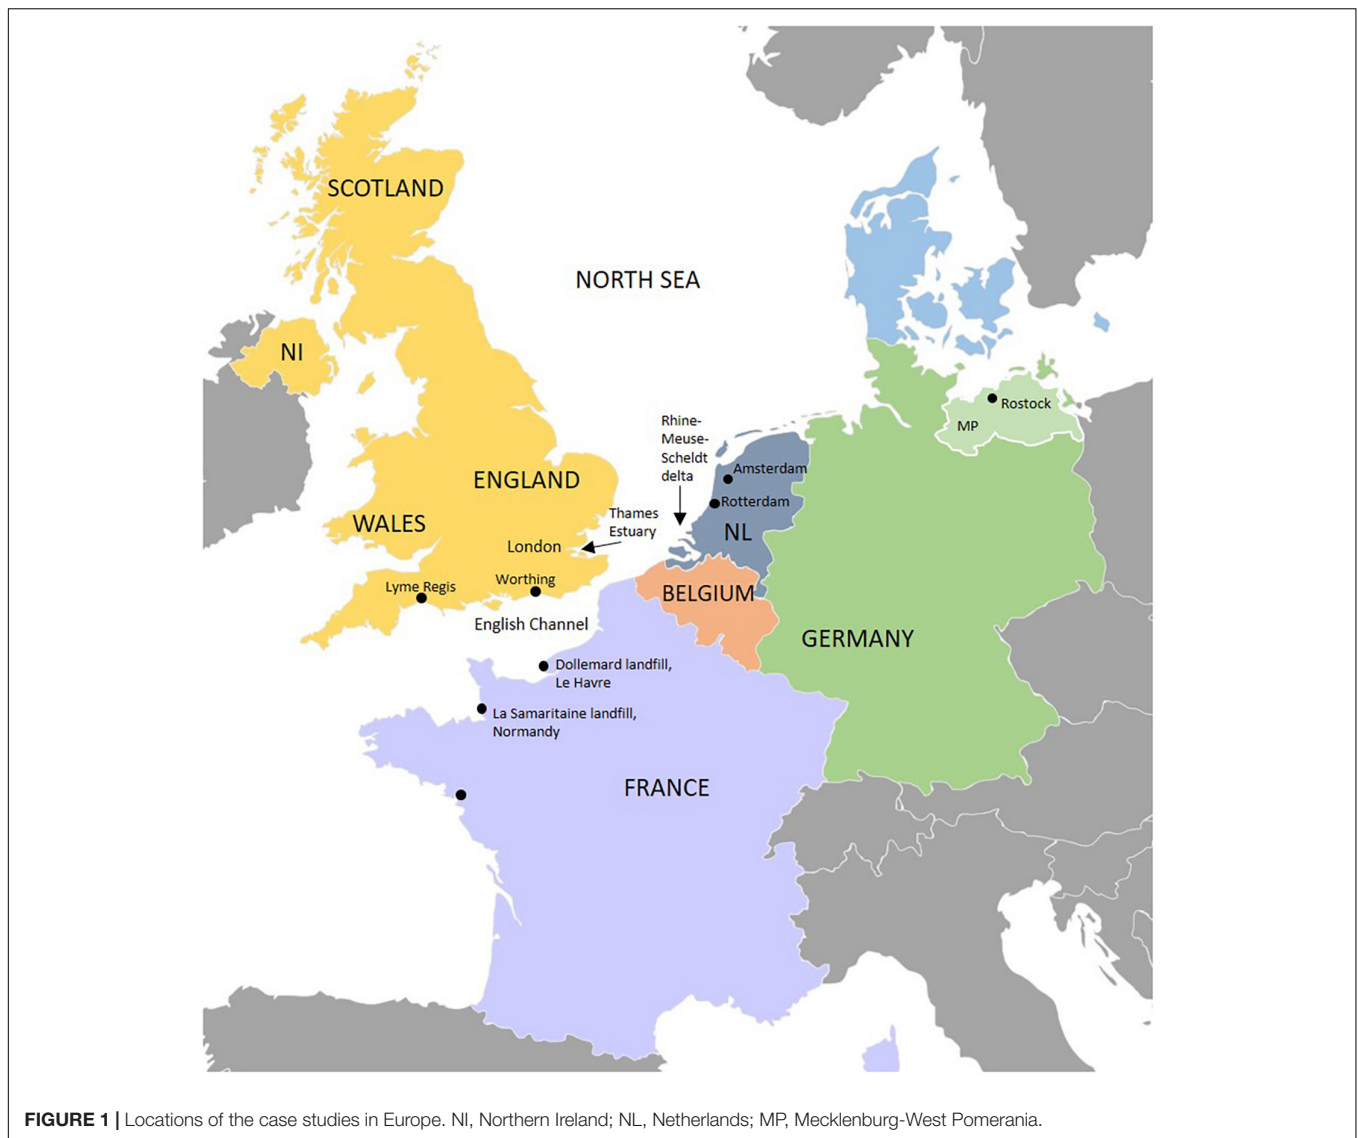 SCOTLAND
NORTH SEA
NI
Rostock
MP
Rhine-
Meuse-
Scheldt
delta
Amsterdam
ENGLAND
Rotterdam
Thames
Estuary
WALES
NL
London
Worthing
Lyme Regis
BELGIUM
English Channel
GERMANY
Dollemard landfill,
Le Havre
La Samaritaine landfill,
Normandy
FRANCE
FIGURE 1 | Locations of the case studies in Europe. NI, Northern Ireland; NL, Netherlands; MP, Mecklenburg-West Pomerania.